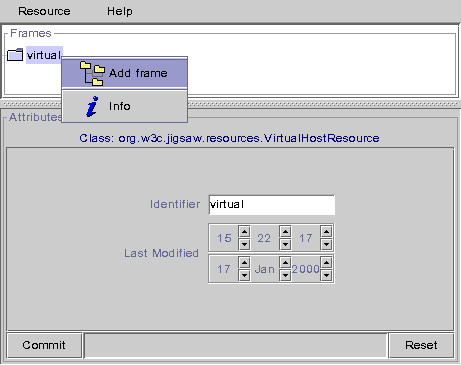 Resource Help
Frames
virtual
Add frame
Info
Attributes
Class: org.w3c.jigsaw.resources.VirtualHostResource
Identifier virtual
15 22 17
Last Modified
17 Jan 2000
Commit Reset